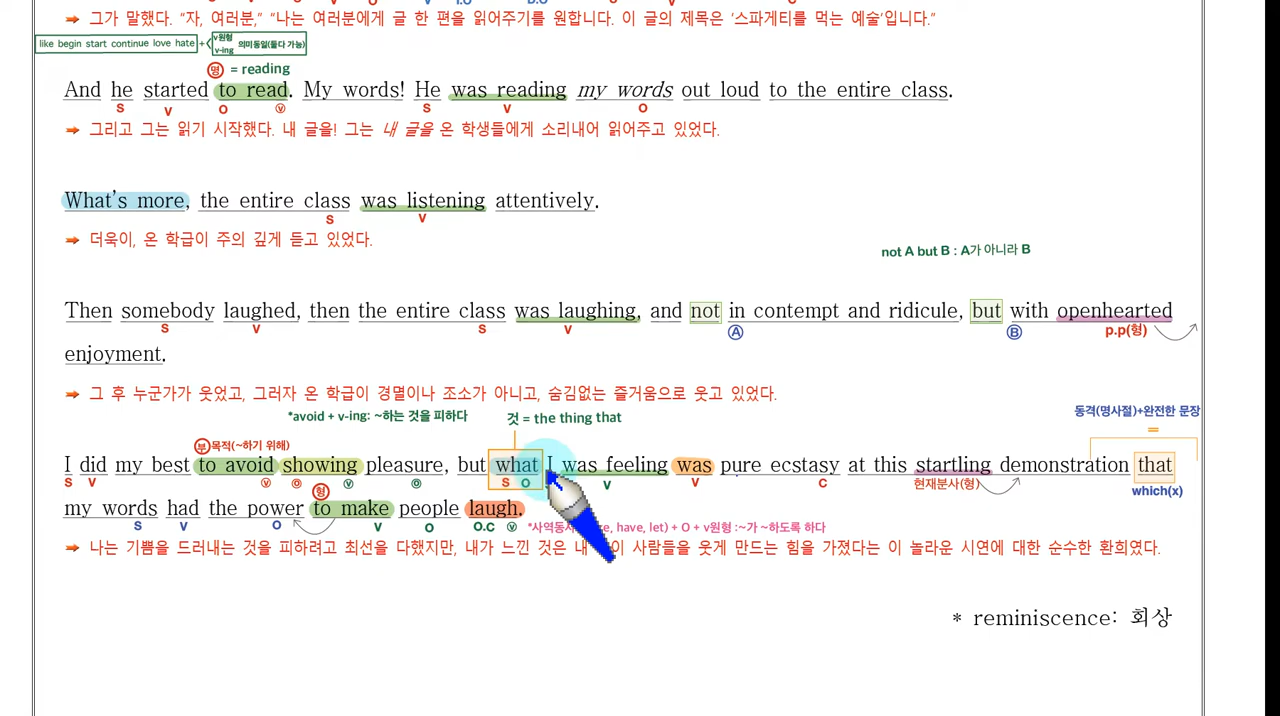 ➡ 그가 말했다. “자, 여러분,” “나는 여러분에게 글 한 편을 읽어주기를 원합니다. 이 글의 제목은 ‘스파게티를 먹는 예술’입니다.”
like begin start continue love hate + v원형 v-ing 의미동일(둘다 가능)
명 = reading
And he started to read. My words! He was reading my words out loud to the entire class.
S V O ⓥ S V O
➡ 그리고 그는 읽기 시작했다. 내 글을! 그는 내 글을 온 학생들에게 소리내어 읽어주고 있었다.
What's more, the entire class was listening attentively.
S V
➡ 더욱이, 온 학급이 주의 깊게 듣고 있었다.
not A but B : A가 아니라 B
Then somebody laughed, then the entire class was laughing, and not in contempt and ridicule, but with openhearted
S V S V Ⓐ Ⓑ p.p(형)
enjoyment.
➡ 그 후 누군가가 웃었고, 그러자 온 학급이 경멸이나 조소가 아니고, 숨김없는 즐거움으로 웃고 있었다.
*avoid + v-ing: ~하는 것을 피하다 것 = the thing that 동격(명사절)+완전한 문장
부 목적(~하기 위해) =
I did my best to avoid showing pleasure, but what I was feeling was pure ecstasy at this startling demonstration that
S V ⓥ ⓞ ⓥ ⓞ S O V V C 현재분사(형) which(x)
형
my words had the power to make people laugh.
S V O V O O.C ⓥ *사역동사 e, have, let) + O + v원형 :~가 ~하도록 하다
➡ 나는 기쁨을 드러내는 것을 피하려고 최선을 다했지만, 내가 느낀 것은 내 이 사람들을 웃게 만드는 힘을 가졌다는 이 놀라운 시연에 대한 순수한 환희였다.
* reminiscence: 회상